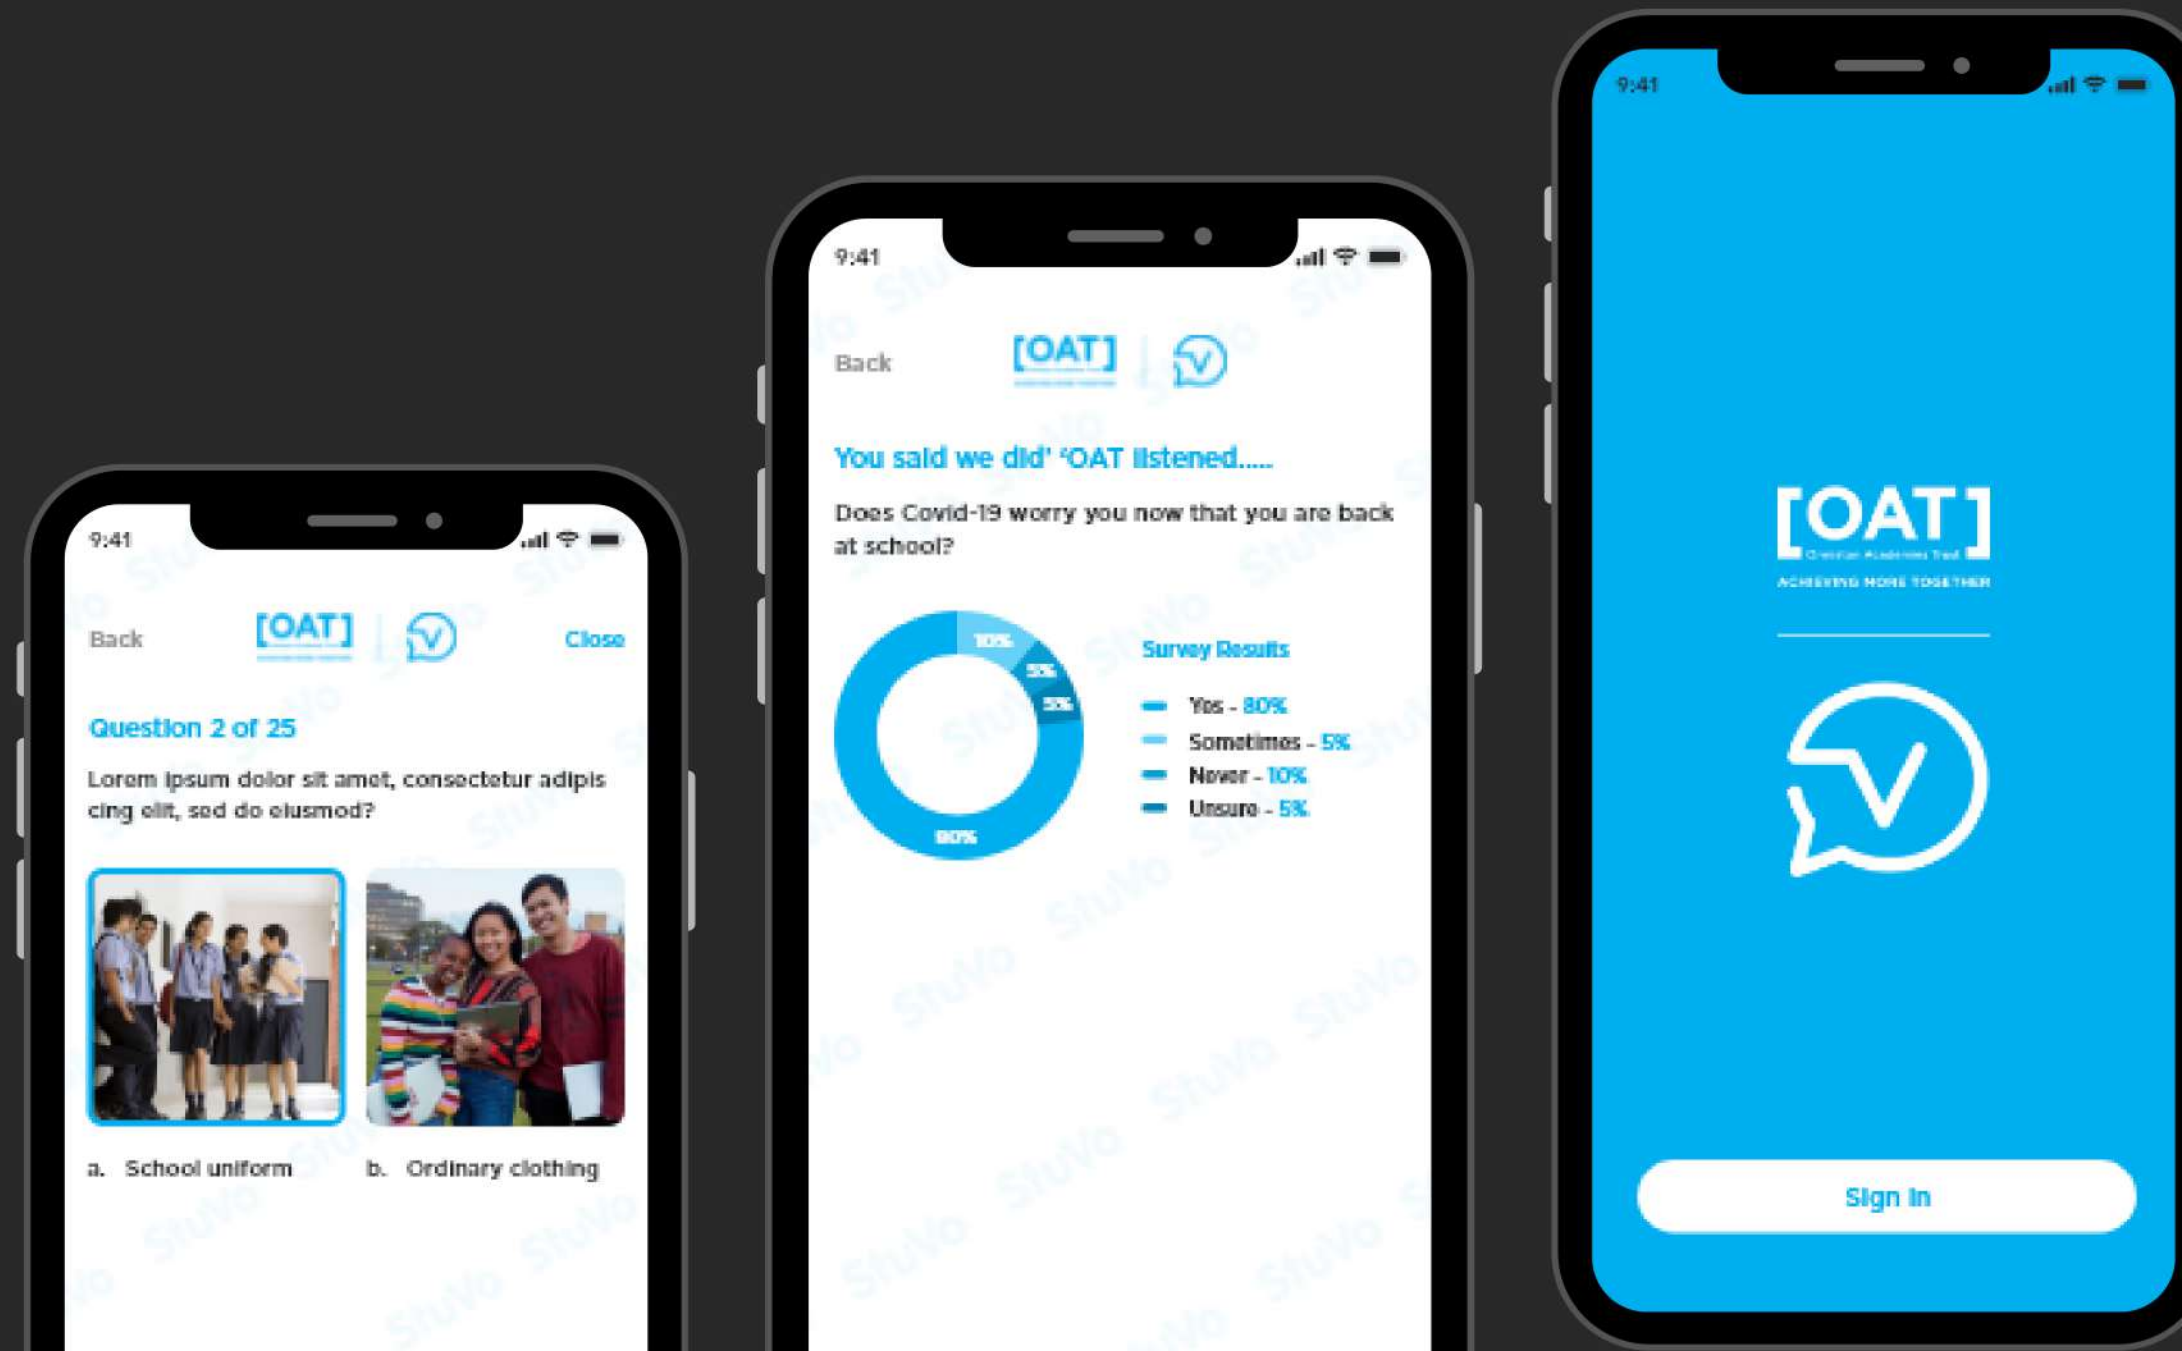 9:41
Back
[OAT]
Close
Question 2 of 25
Lorem ipsum dolor sit amet, consectetur adipis
cing elit, sed do eiusmod?
a. School uniform
b. Ordinary clothing
9:41
Back
[OAT]
You said we did' 'OAT listened.....
Does Covid-19 worry you now that you are back
at school?
10%
5%
5%
80%
Survey Results
Yes - 80%
Sometimes - 5%
Never - 10%
Unsure - 5%
StuVo
9:41
[OAT]
Academies Trust
ACHIEVING MORE TOGETHER
Sign In